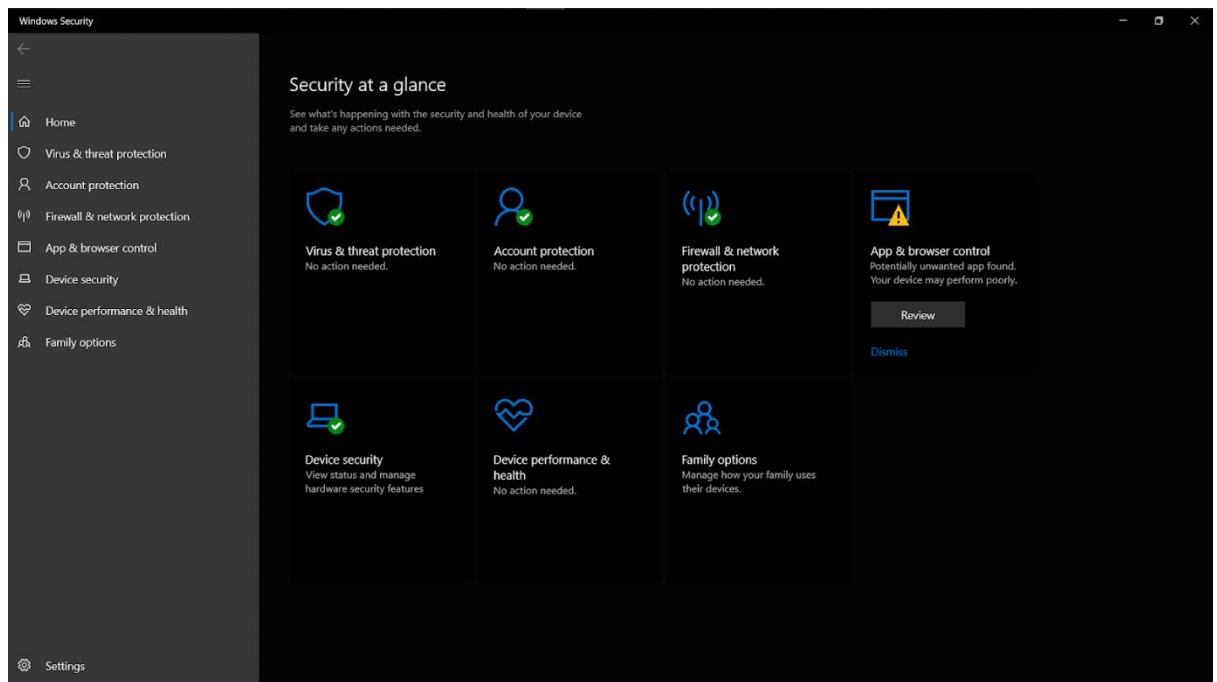 Windows Security
Home
Virus & threat protection
Account protection
Firewall & network protection
App & browser control
Device security
Device performance & health
Family options
Settings
Security at a glance
See what's happening with the security and health of your device
and take any actions needed.
Virus & threat protection
No action needed.
Account protection
No action needed.
Firewall & network
protection
No action needed.
App & browser control
Potentially unwanted app found.
Your device may perform poorly.
Review
Dismiss
Device security
View status and manage
hardware security features
Device performance &
health
No action needed.
Family options
Manage how your family uses
their devices.